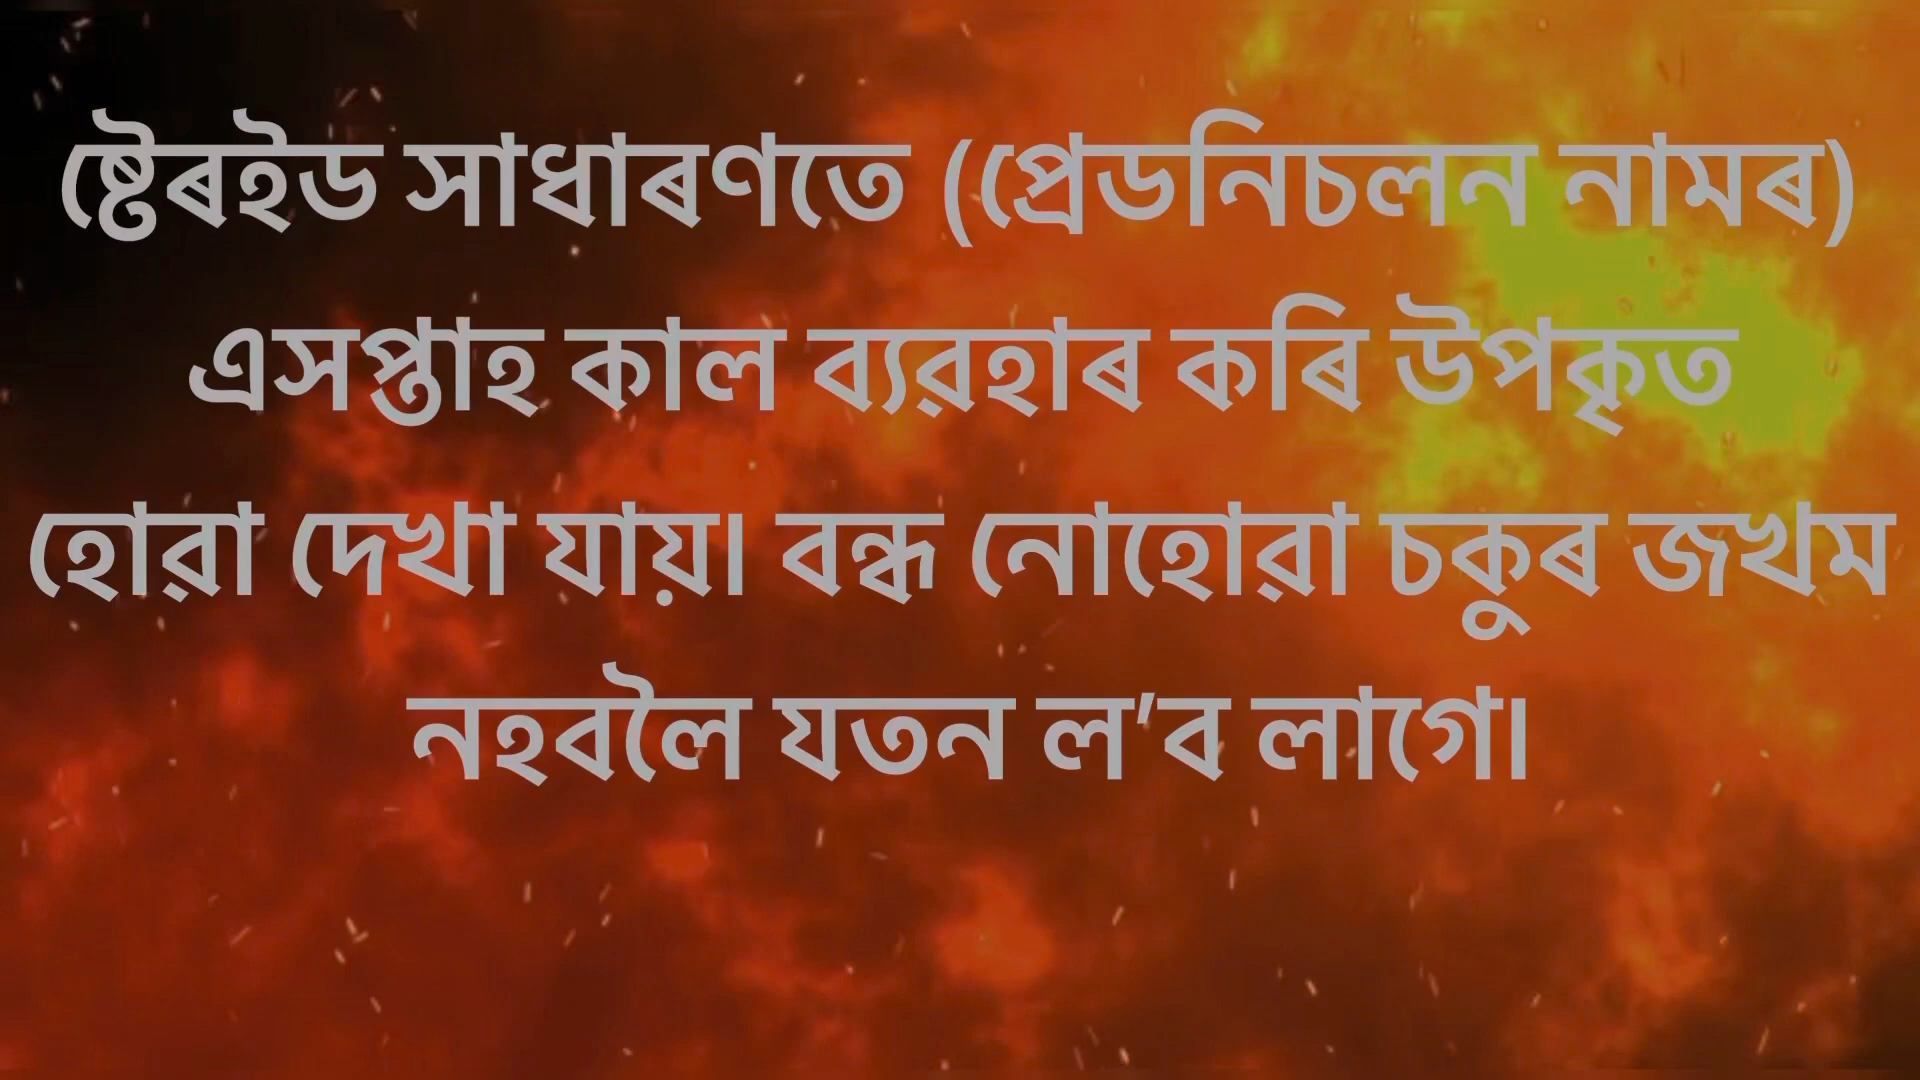 ষ্টেৰইড সাধাৰণতে (প্ৰেডনিচলন নামৰ)
এসপ্তাহ কাল ব্যৱহাৰ কৰি উপকৃত
হোৱা দেখা যায়। বন্ধ নোহোৱা চকুৰ জখম
নহবলৈ যতন ল’ব লাগে।